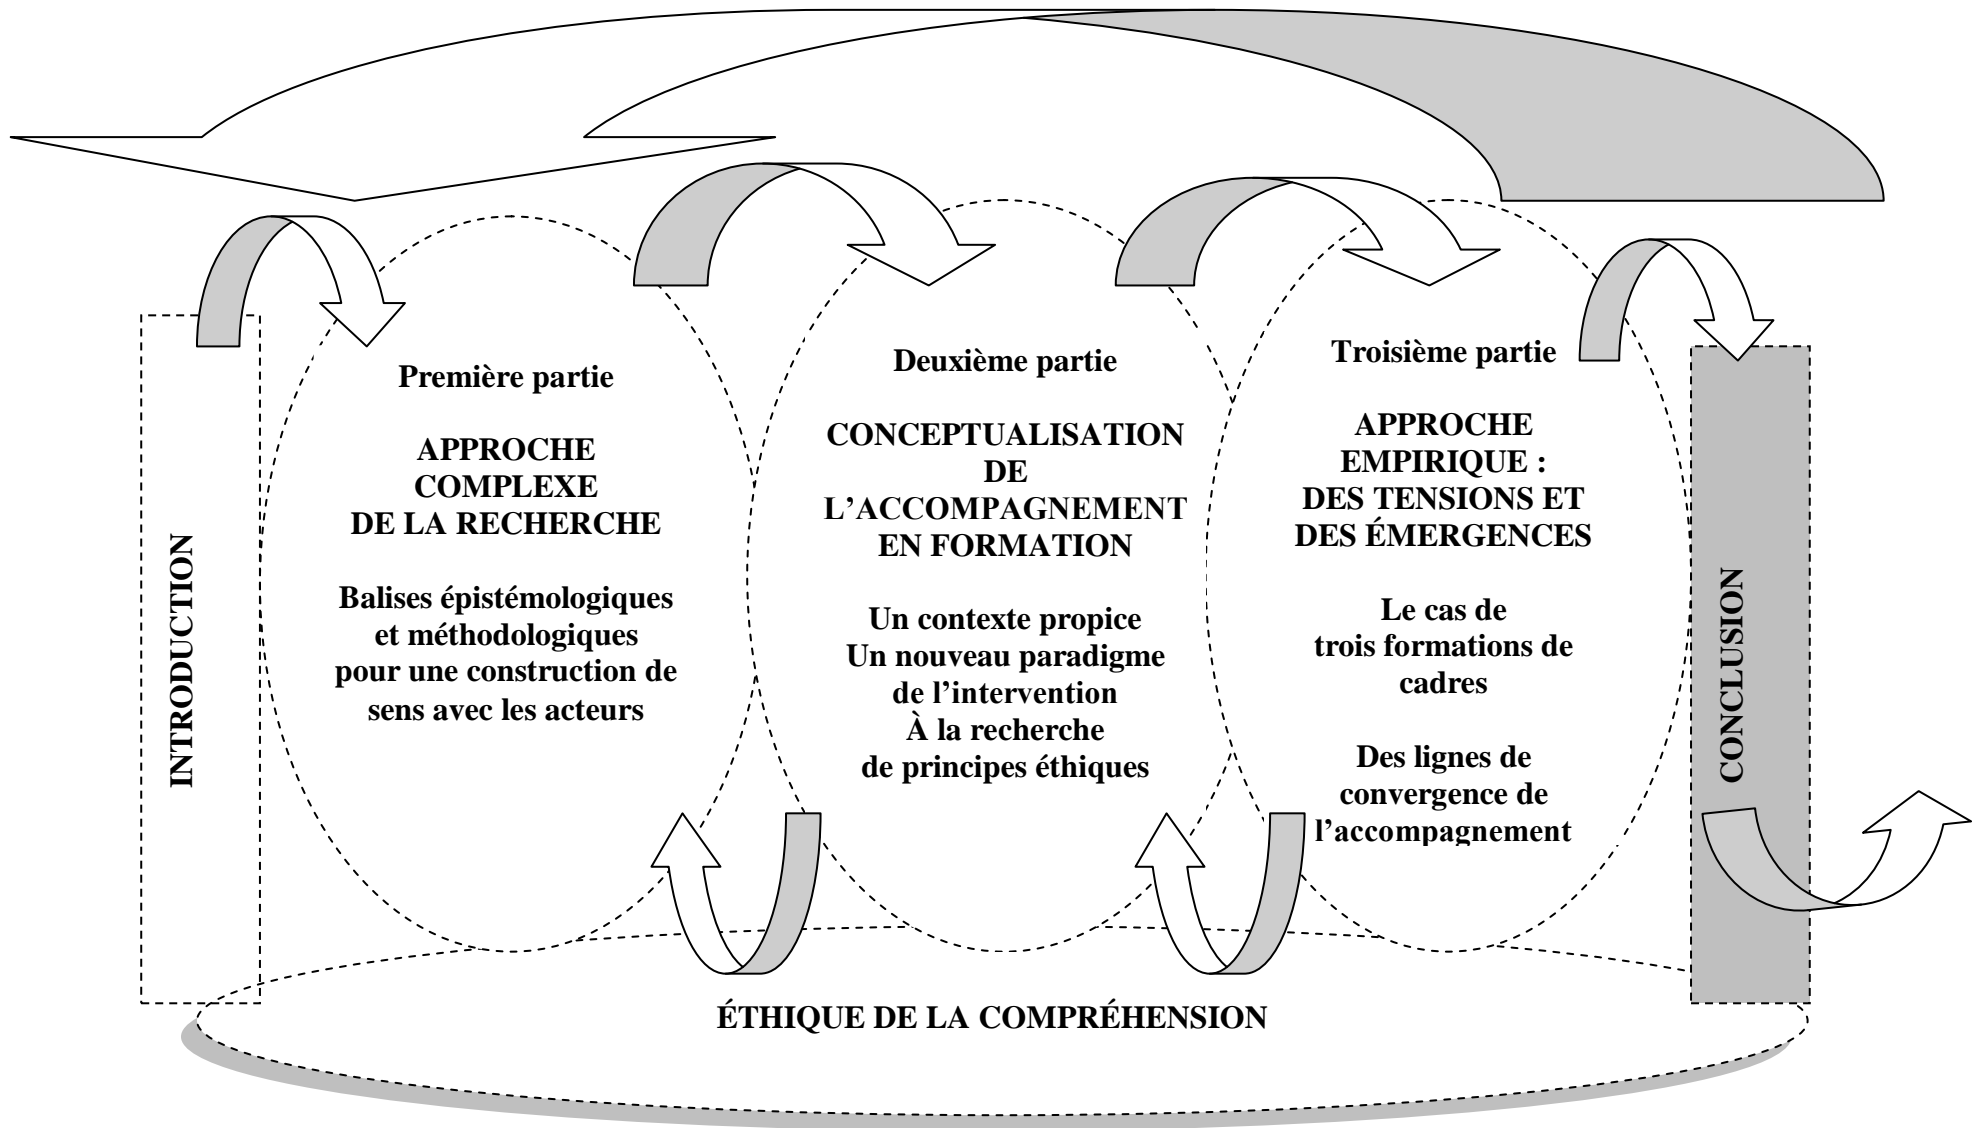 INTRODUCTION
Première partie
APPROCHE
COMPLEXE
DE LA RECHERCHE
Balises épistémologiques
et méthodologiques
pour une construction de
sens avec les acteurs
Deuxième partie
CONCEPTUALISATION
DE
L’ACCOMPAGNEMENT
EN FORMATION
Un contexte propice
Un nouveau paradigme
de l’intervention
À la recherche
de principes éthiques
Troisième partie
APPROCHE
EMPIRIQUE :
DES TENSIONS ET
DES ÉMERGENCES
Le cas de
trois formations de
cadres
Des lignes de
convergence de
l’accompagnement
CONCLUSION
ÉTHIQUE DE LA COMPRÉHENSION